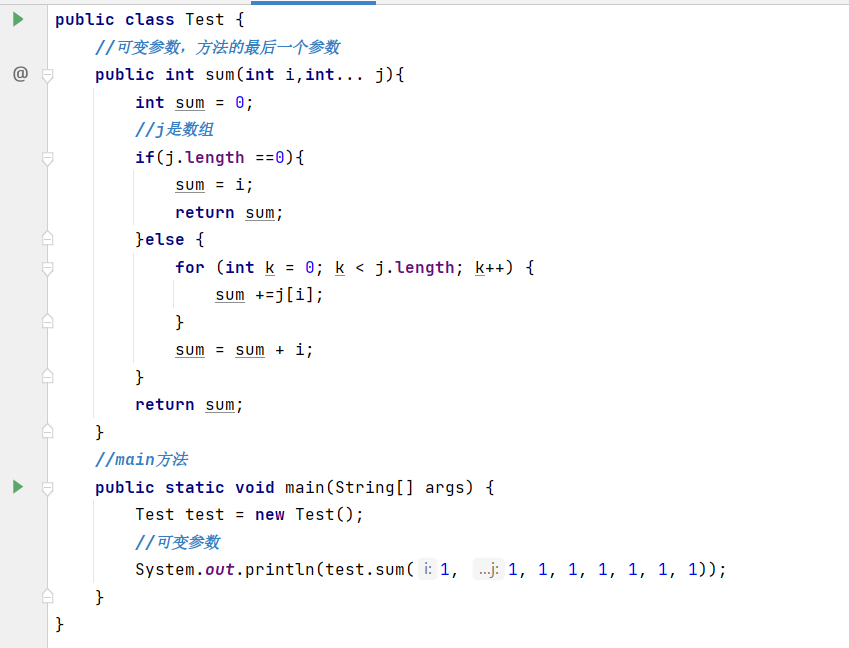 public class Test {
//可变参数，方法的最后一个参数
@ public int sum(int i,int... j){
int sum = 0;
//j是数组
if(j.length ==0){
sum = i;
return sum;
}else {
for (int k = 0; k < j.length; k++) {
sum +=j[i];
}
sum = sum + i;
}
return sum;
}
//main方法
public static void main(String[] args) {
Test test = new Test();
//可变参数
System.out.println(test.sum( i: 1, ...j: 1, 1, 1, 1, 1, 1, 1));
}
}